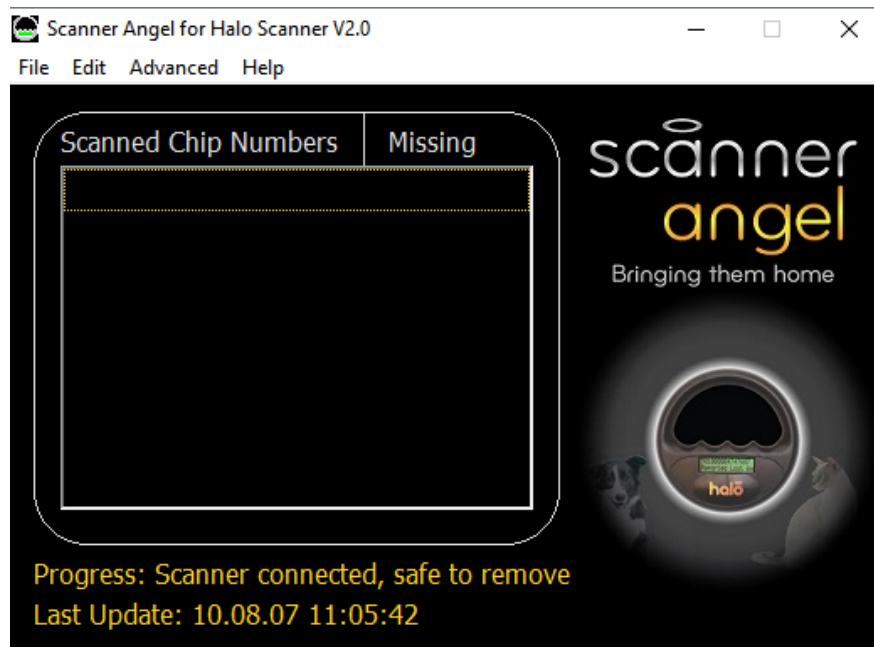 Scanner Angel for Halo Scanner V2.0
File Edit Advanced Help
Scanned Chip Numbers Missing
scanner
angel
Bringing them home
halo
Progress: Scanner connected, safe to remove
Last Update: 10.08.07 11:05:42